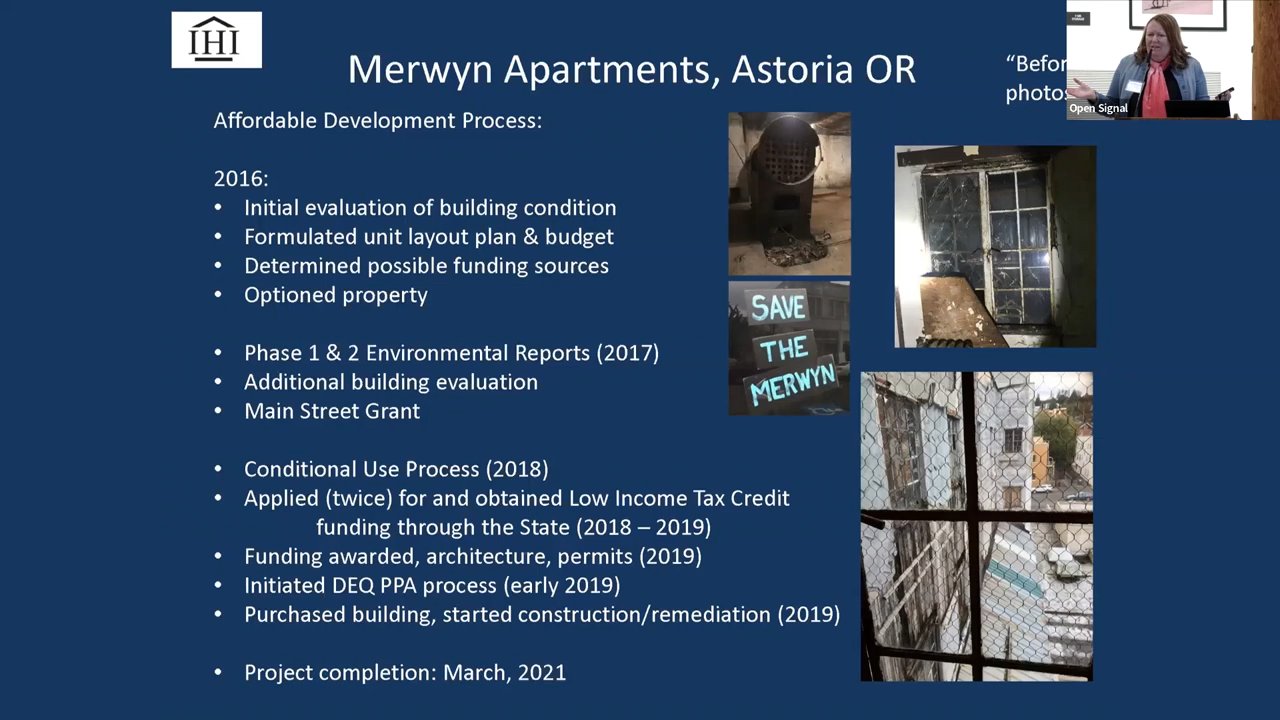 IHI
Merwyn Apartments, Astoria OR
"Before
photos
Open Signal
Affordable Development Process:
2016:
• Initial evaluation of building condition
• Formulated unit layout plan & budget
• Determined possible funding sources
• Optioned property
• Phase 1 & 2 Environmental Reports (2017)
• Additional building evaluation
• Main Street Grant
• Conditional Use Process (2018)
• Applied (twice) for and obtained Low Income Tax Credit
funding through the State (2018 – 2019)
• Funding awarded, architecture, permits (2019)
• Initiated DEQ PPA process (early 2019)
• Purchased building, started construction/remediation (2019)
• Project completion: March, 2021
SAVE
THE
MERWYN